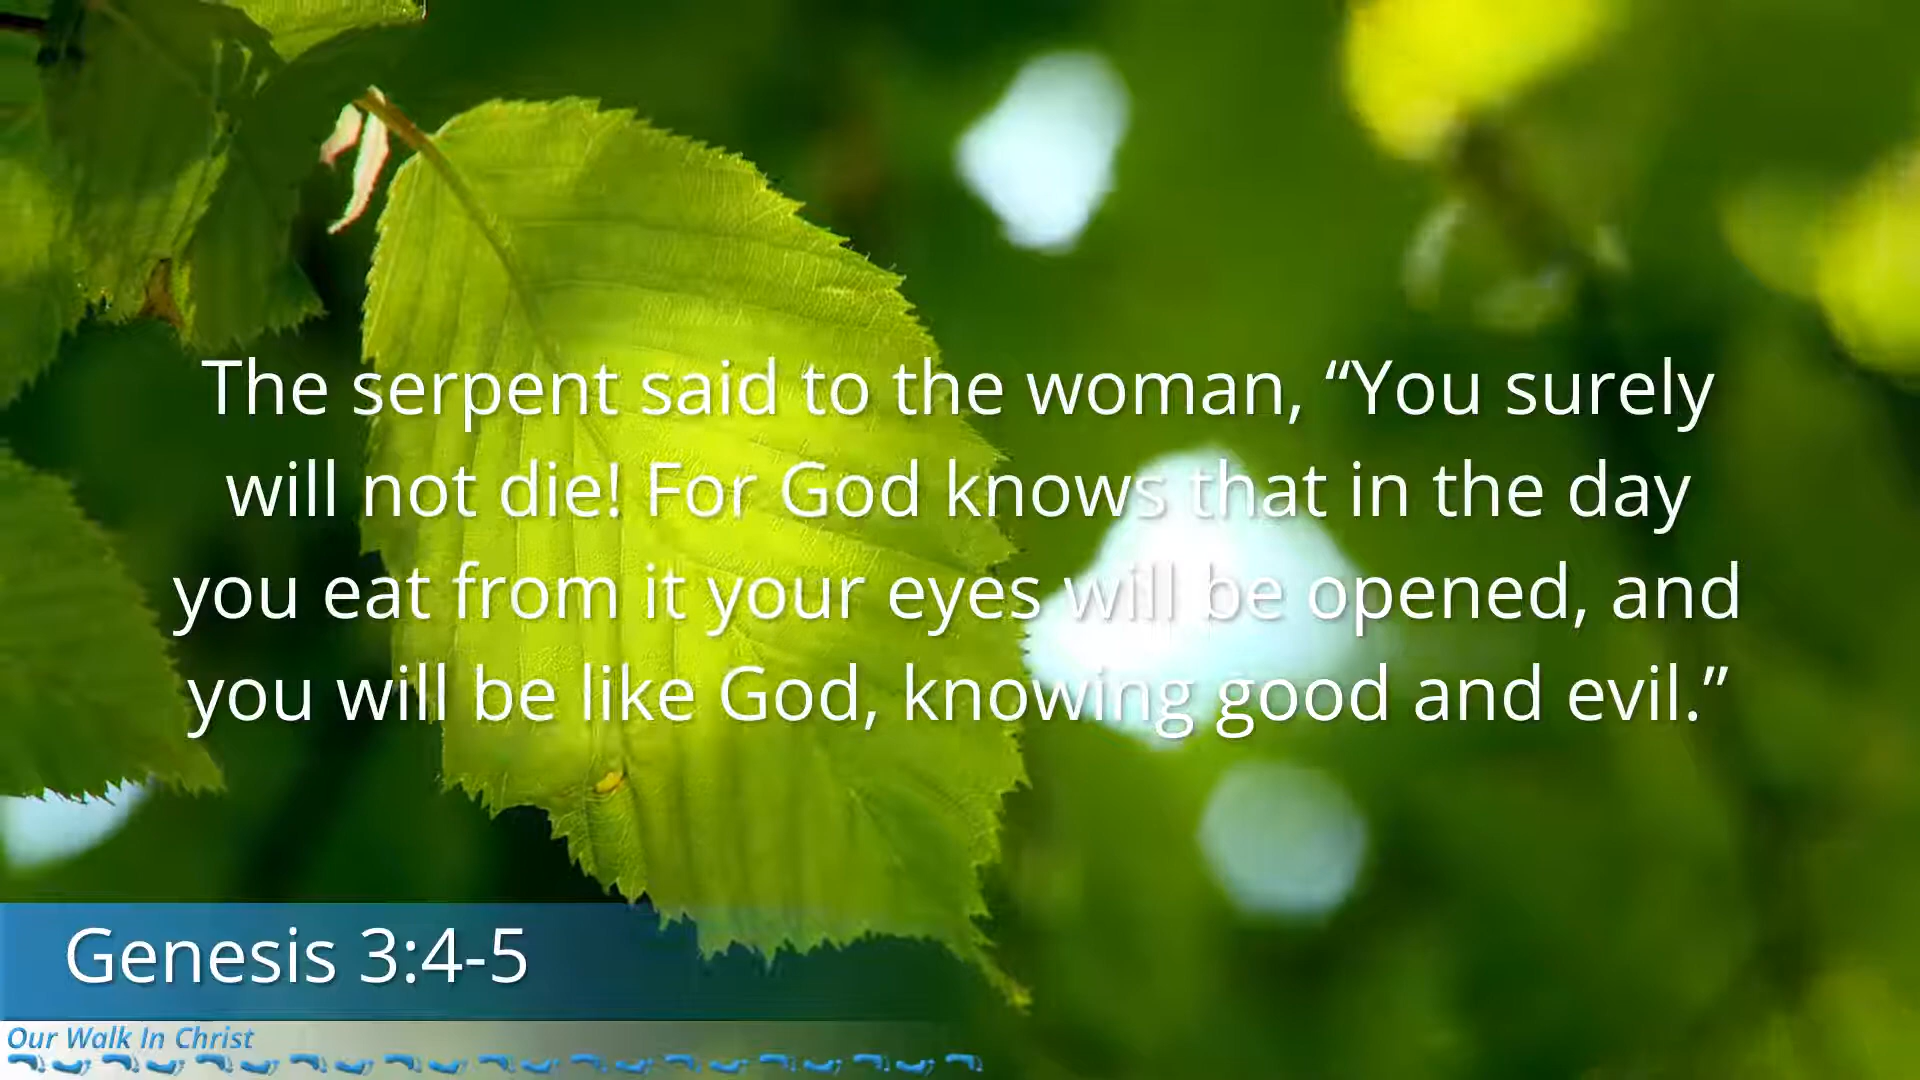 The serpent said to the woman, “You surely
will not die! For God knows that in the day
you eat from it your eyes will be opened, and
you will be like God, knowing good and evil.”
Genesis 3:4-5
Our Walk In Christ